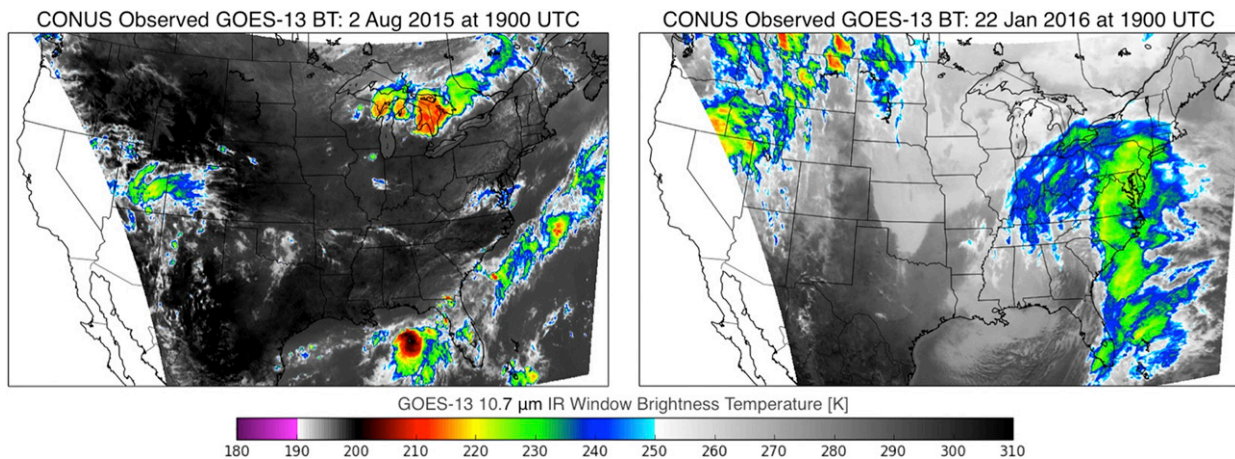 CONUS Observed GOES-13 BT: 2 Aug 2015 at 1900 UTC
CONUS Observed GOES-13 BT: 22 Jan 2016 at 1900 UTC
GOES-13 10.7 μm IR Window Brightness Temperature [K]
180 190 200 210 220 230 240 250 260 270 280 290 300 310